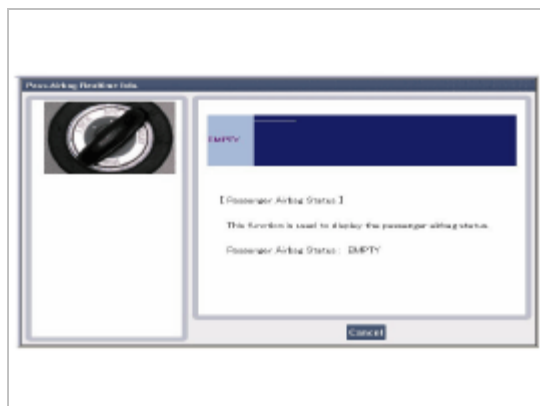 Pass.Airbag Realtime Info.
EMPTY
[Passenger Airbag Status]
This function is used to display the passenger airbag status.
Passenger Airbag Status : EMPTY
Cancel